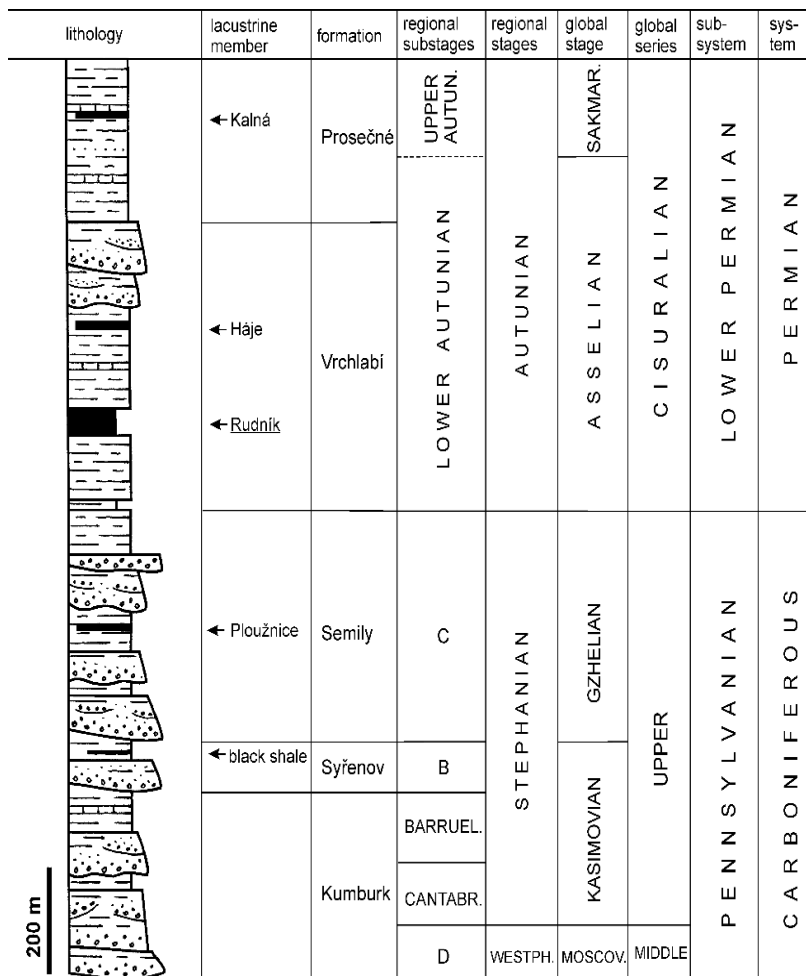 lithology
lacustrine
member
formation
regional
substages
regional
stages
global
stage
global
series
sub-
system
sys-
tem
Kalná
Háje
Rudník
Ploužnice
black shale
Prosečné
Vrchlabí
Semily
Syřenov
Kumburk
UPPER
AUTUN.
LOWER AUTUNIAN
C
B
BARRUEL.
CANTABR.
D
AUTUNIAN
STEPHANIAN
WESTPH.
SAKMAR.
ASSELIAN
GZHELIAN
KASIMOVIAN
MOSCOV.
CISURALIAN
UPPER
MIDDLE
LOWER PERMIAN
PENNSYLVANIAN
PERMIAN
CARBONIFEROUS
200 m